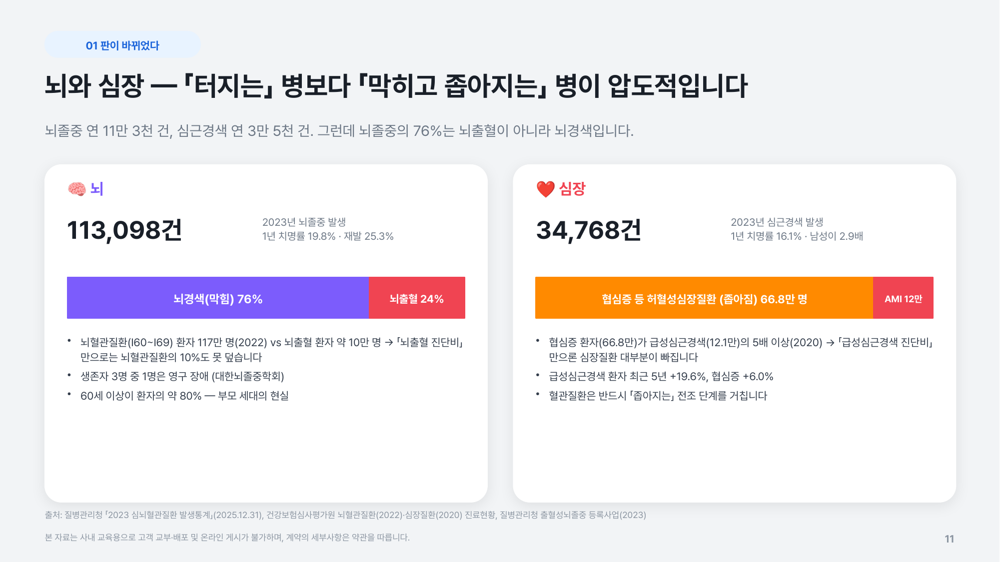 01 판이 바뀌었다
뇌와 심장 — 「터지는」 병보다 「막히고 좁아지는」 병이 압도적입니다
뇌졸중 연 11만 3천 건, 심근경색 연 3만 5천 건. 그런데 뇌졸중의 76%는 뇌출혈이 아니라 뇌경색입니다.
🧠 뇌
113,098건
2023년 뇌졸중 발생
1년 치명률 19.8% · 재발 25.3%
뇌경색(막힘) 76%
뇌출혈 24%
• 뇌혈관질환(I60~I69) 환자 117만 명(2022) vs 뇌출혈 환자 약 10만 명 → 「뇌출혈 진단비」
만으로는 뇌혈관질환의 10%도 못 덮습니다
• 생존자 3명 중 1명은 영구 장애 (대한뇌졸중학회)
• 60세 이상이 환자의 약 80% — 부모 세대의 현실
❤️ 심장
34,768건
2023년 심근경색 발생
1년 치명률 16.1% · 남성이 2.9배
협심증 등 허혈성심장질환 (좁아짐) 66.8만 명
AMI 12만
• 협심증 환자(66.8만)가 급성심근경색(12.1만)의 5배 이상(2020) → 「급성심근경색 진단비」
만으론 심장질환 대부분이 빠집니다
• 급성심근경색 환자 최근 5년 +19.6%, 협심증 +6.0%
• 혈관질환은 반드시 「좁아지는」 전조 단계를 거칩니다
출처: 질병관리청 「2023 심뇌혈관질환 발생통계」(2025.12.31), 건강보험심사평가원 뇌혈관질환(2022)·심장질환(2020) 진료현황, 질병관리청 출혈성뇌졸중 등록사업(2023)
본 자료는 사내 교육용으로 고객 교부·배포 및 온라인 게시가 불가하며, 계약의 세부사항은 약관을 따릅니다.
11